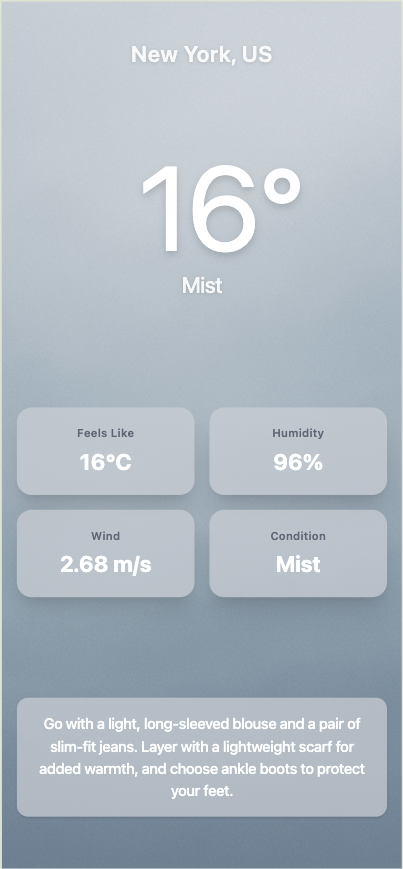 New York, US
16°
Mist
Feels Like
16°C
Humidity
96%
Wind
2.68 m/s
Condition
Mist
Go with a light, long-sleeved blouse and a pair of
slim-fit jeans. Layer with a lightweight scarf for
added warmth, and choose ankle boots to protect
your feet.